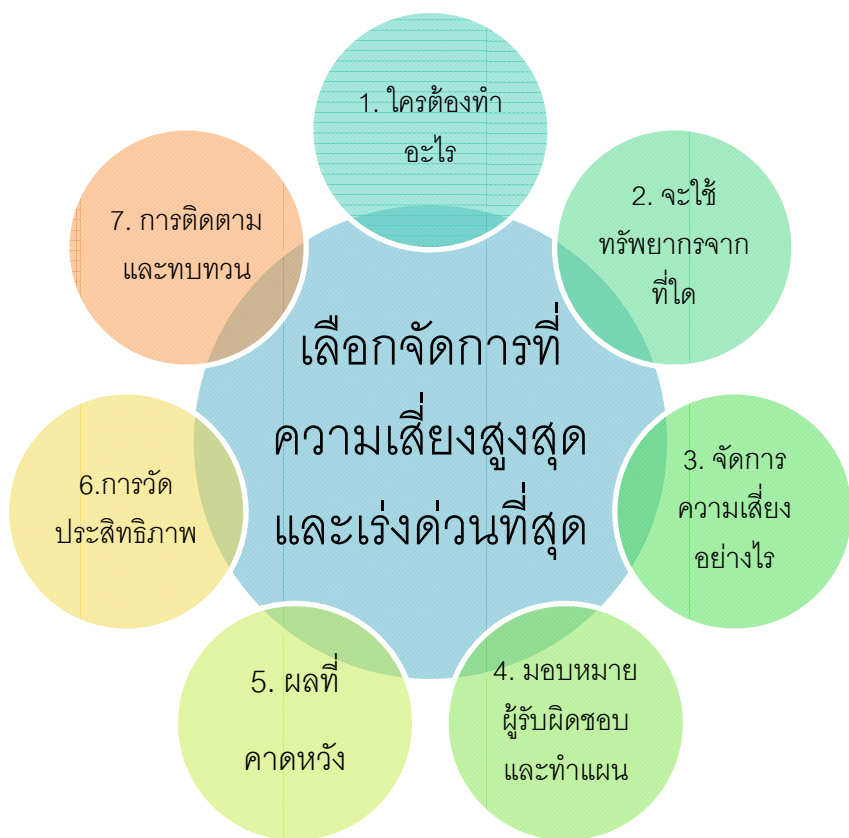 1. ใครต้องทำ
อะไร
2. จะใช้
ทรัพยากรจาก
ที่ใด
3. จัดการ
ความเสี่ยง
อย่างไร
4. มอบหมาย
ผู้รับผิดชอบ
และทำแผน
5. ผลที่
คาดหวัง
6.การวัด
ประสิทธิภาพ
7. การติดตาม
และทบทวน
เลือกจัดการที่
ความเสี่ยงสูงสุด
และเร่งด่วนที่สุด